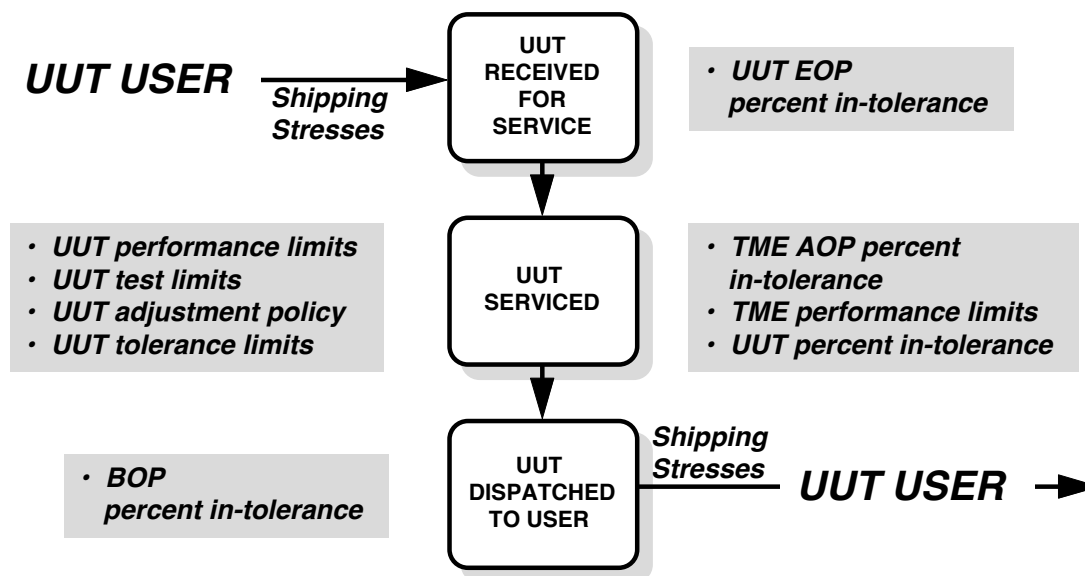 UUT USER
Shipping
Stresses
UUT
RECEIVED
FOR
SERVICE
· UUT EOP
percent in-tolerance
· UUT performance limits
· UUT test limits
· UUT adjustment policy
· UUT tolerance limits
UUT
SERVICED
· TME AOP percent
in-tolerance
· TME performance limits
· UUT percent in-tolerance
· BOP
percent in-tolerance
UUT
DISPATCHED
TO USER
Shipping
Stresses
UUT USER